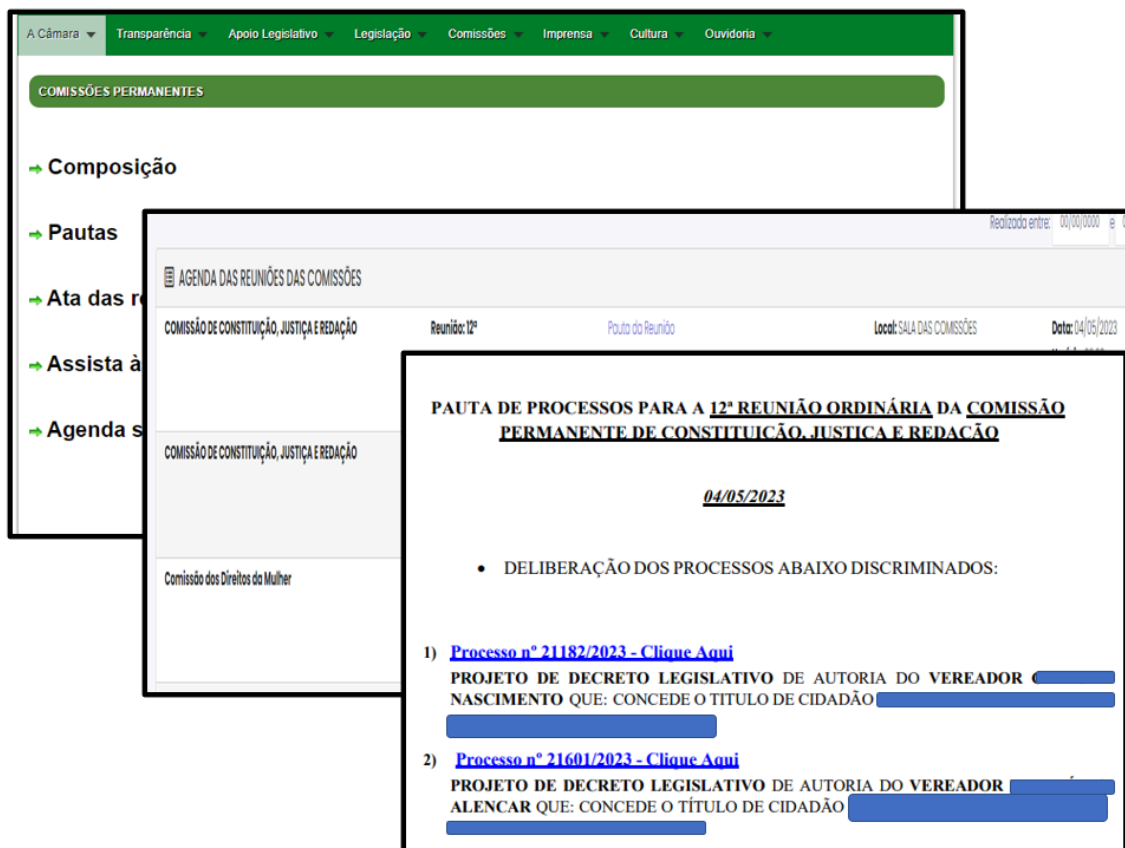 A Câmara Transparência Apoio Legislativo Legislação Comissões Imprensa Cultura Ouvidoria
COMISSÕES PERMANENTES
Composição
Pautas
Ata das
Assista à
Agenda
Realizada entre: 00/00/0000 e
AGENDA DAS REUNIÕES DAS COMISSÕES
COMISSÃO DE CONSTITUIÇÃO, JUSTIÇA E REDAÇÃO Reunião: 12ª Pauta da Reunião Local: SALA DAS COMISSÕES Data: 04/05/2023
COMISSÃO DE CONSTITUIÇÃO, JUSTIÇA E REDAÇÃO
Comissão dos Direitos da Mulher
PAUTA DE PROCESSOS PARA A 12ª REUNIÃO ORDINÁRIA DA COMISSÃO
PERMANENTE DE CONSTITUIÇÃO, JUSTIÇA E REDAÇÃO
04/05/2023
• DELIBERAÇÃO DOS PROCESSOS ABAIXO DISCRIMINADOS:
1) Processo nº 21182/2023 - Clique Aqui
PROJETO DE DECRETO LEGISLATIVO DE AUTORIA DO VEREADOR
NASCIMENTO QUE: CONCEDE O TITULO DE CIDADÃO
2) Processo nº 21601/2023 - Clique Aqui
PROJETO DE DECRETO LEGISLATIVO DE AUTORIA DO VEREADOR
ALENCAR QUE: CONCEDE O TÍTULO DE CIDADÃO